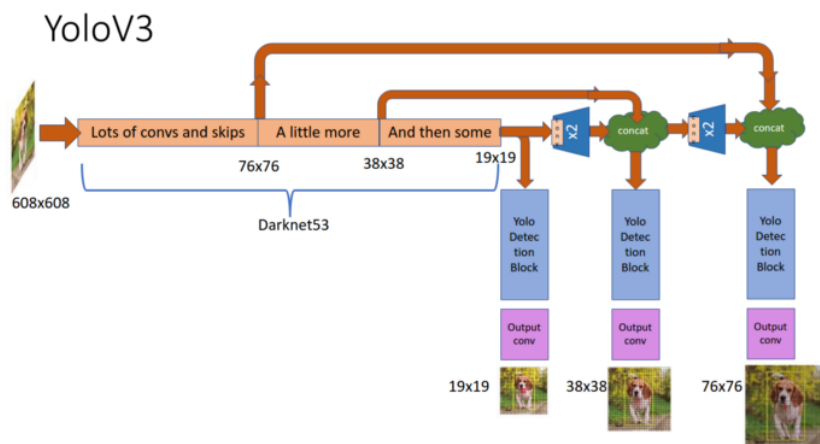 YoloV3
Lots of convs and skips
A little more
And then some
x2
concat
x2
concat
76x76
38x38
19x19
608x608
Darknet53
Yolo
Detec
tion
Block
Yolo
Detec
tion
Block
Yolo
Detec
tion
Block
Output
conv
Output
conv
Output
conv
19x19
38x38
76x76